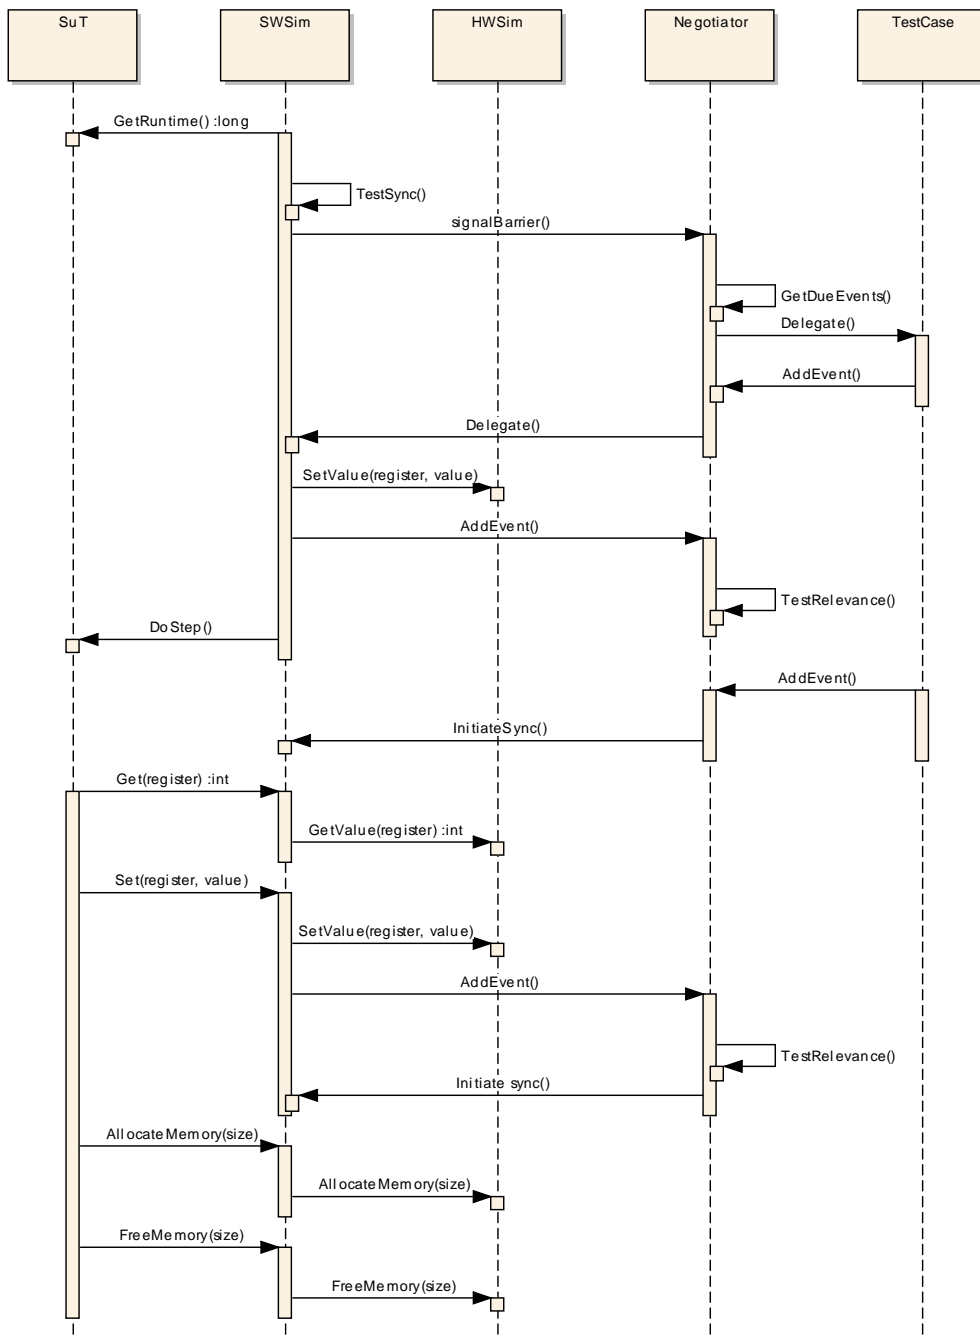 SuT
SWSim
HWSim
Negotiator
TestCase
GetRuntime() :long
TestSync()
signalBarrier()
GetDueEvents()
Delegate()
AddEvent()
Delegate()
SetValue(register, value)
AddEvent()
TestRelevance()
DoStep()
AddEvent()
InitiateSync()
Get(register) :int
GetValue(register) :int
Set(register, value)
SetValue(register, value)
AddEvent()
TestRelevance()
Initiate sync()
AllocateMemory(size)
AllocateMemory(size)
FreeMemory(size)
FreeMemory(size)